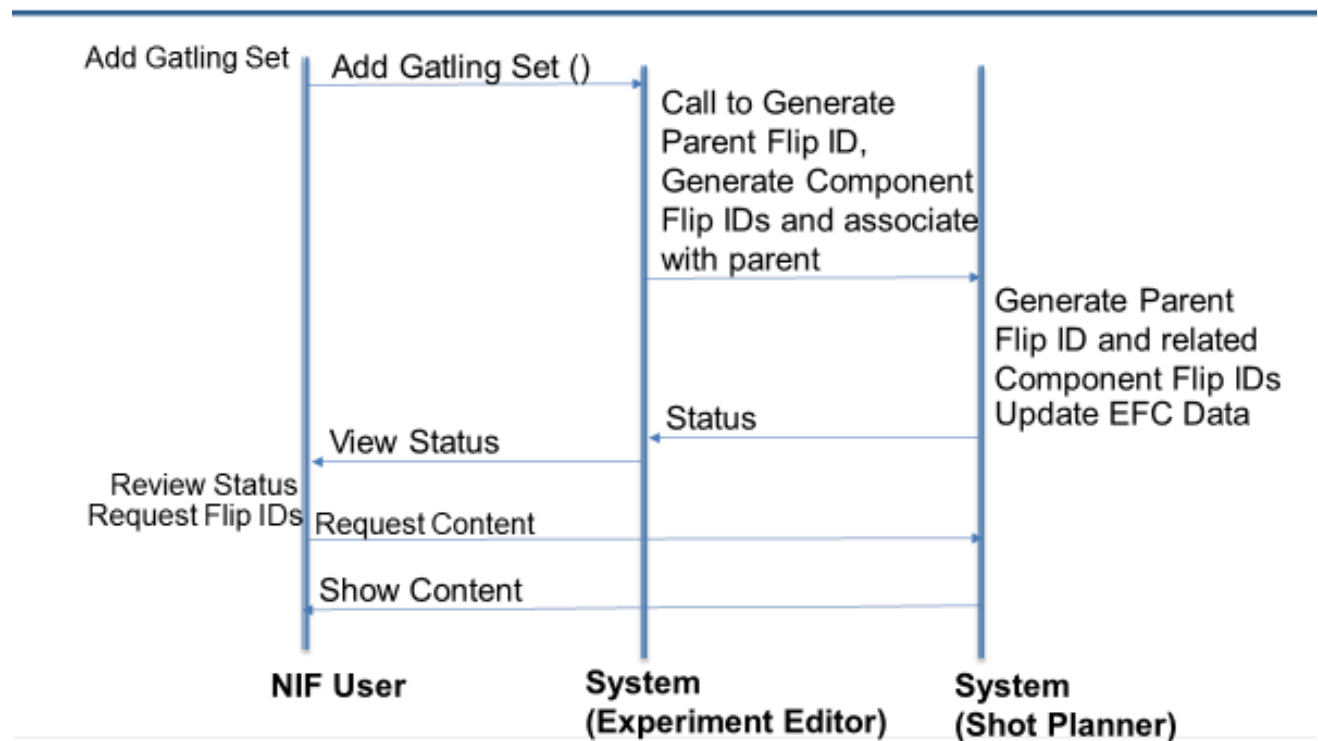 Add Gatling Set
Add Gatling Set ()
Call to Generate
Parent Flip ID,
Generate Component
Flip IDs and associate
with parent
Generate Parent
Flip ID and related
Component Flip IDs
Update EFC Data
Status
View Status
Review Status
Request Flip IDs
Request Content
Show Content
NIF User
System
(Experiment Editor)
System
(Shot Planner)